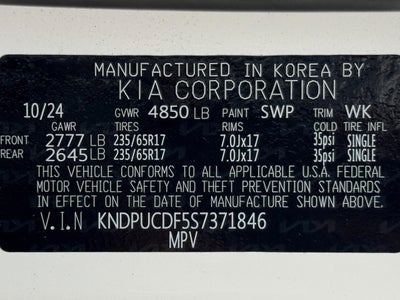 MANUFACTURED IN KOREA BY
KIA CORPORATION
10/24 GVWR 4850 LB PAINT SWP TRIM WK
GAWR TIRES RIMS COLD TIRE INFL
FRONT 2777 LB 235/65R17 7.0Jx17 35psi SINGLE
REAR 2645 LB 235/65R17 7.0Jx17 35psi SINGLE
THIS VEHICLE CONFORMS TO ALL APPLICABLE U.S.A. FEDERAL
MOTOR VEHICLE SAFETY AND THEFT PREVENTION STANDARDS
IN EFFECT ON THE DATE OF MANUFACTURE SHOWN ABOVE.
V.I.N KNDPUCDF5S7371846
MPV